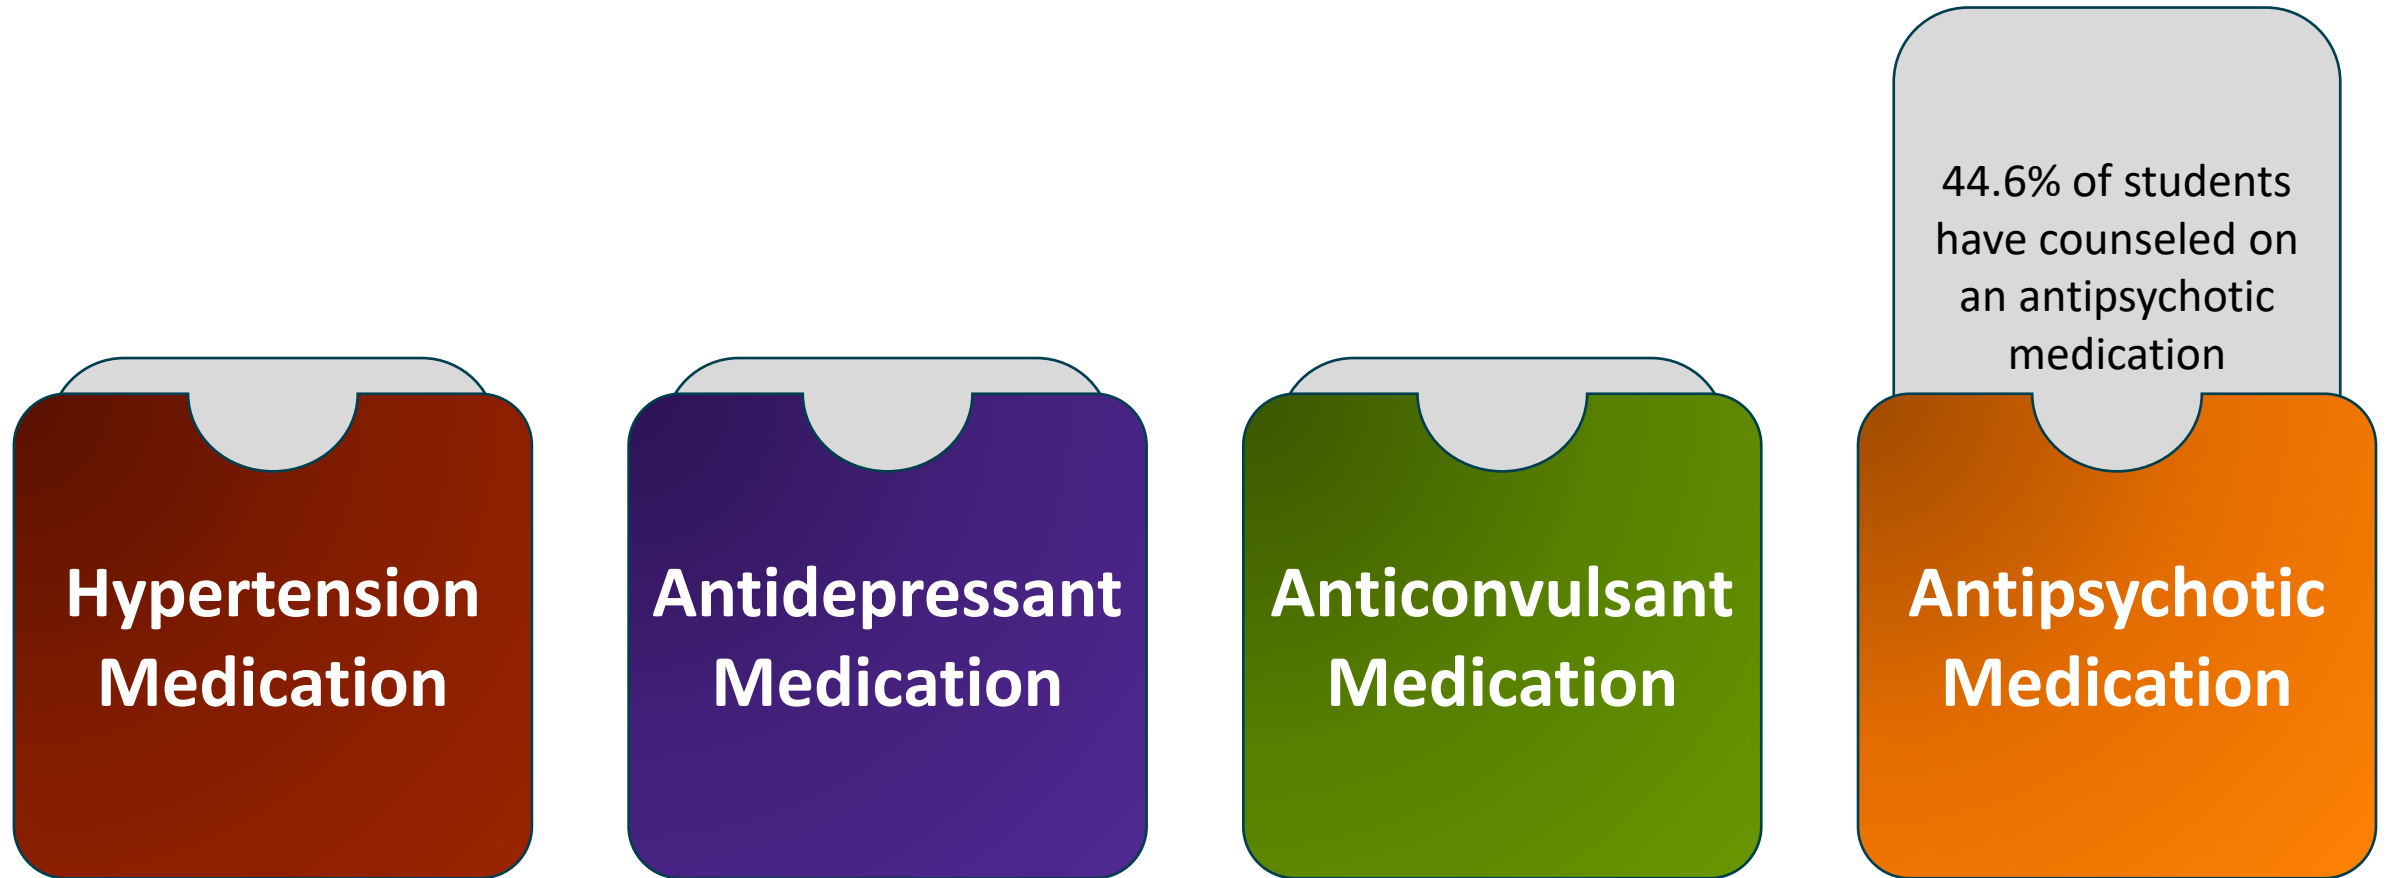 44.6% of students
have counseled on
an antipsychotic
medication
Hypertension
Medication
Antidepressant
Medication
Anticonvulsant
Medication
Antipsychotic
Medication